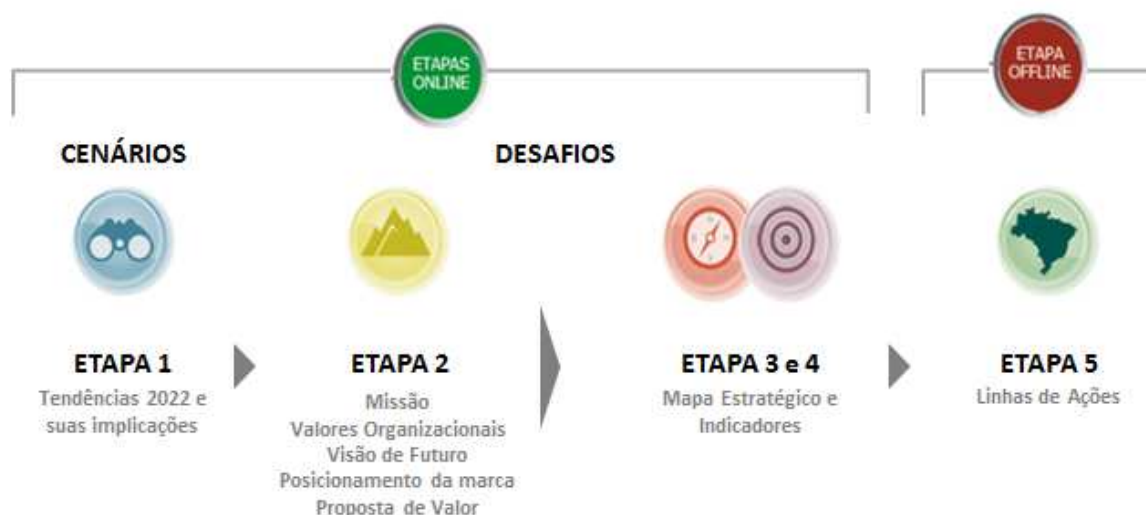 ETAPAS
ONLINE
ETAPA
OFFLINE
CENÁRIOS
DESAFIOS
ETAPA 1
Tendências 2022 e
suas implicações
ETAPA 2
Missão
Valores Organizacionais
Visão de Futuro
Posicionamento da marca
Proposta de Valor
ETAPA 3 e 4
Mapa Estratégico e
Indicadores
ETAPA 5
Linhas de Ações